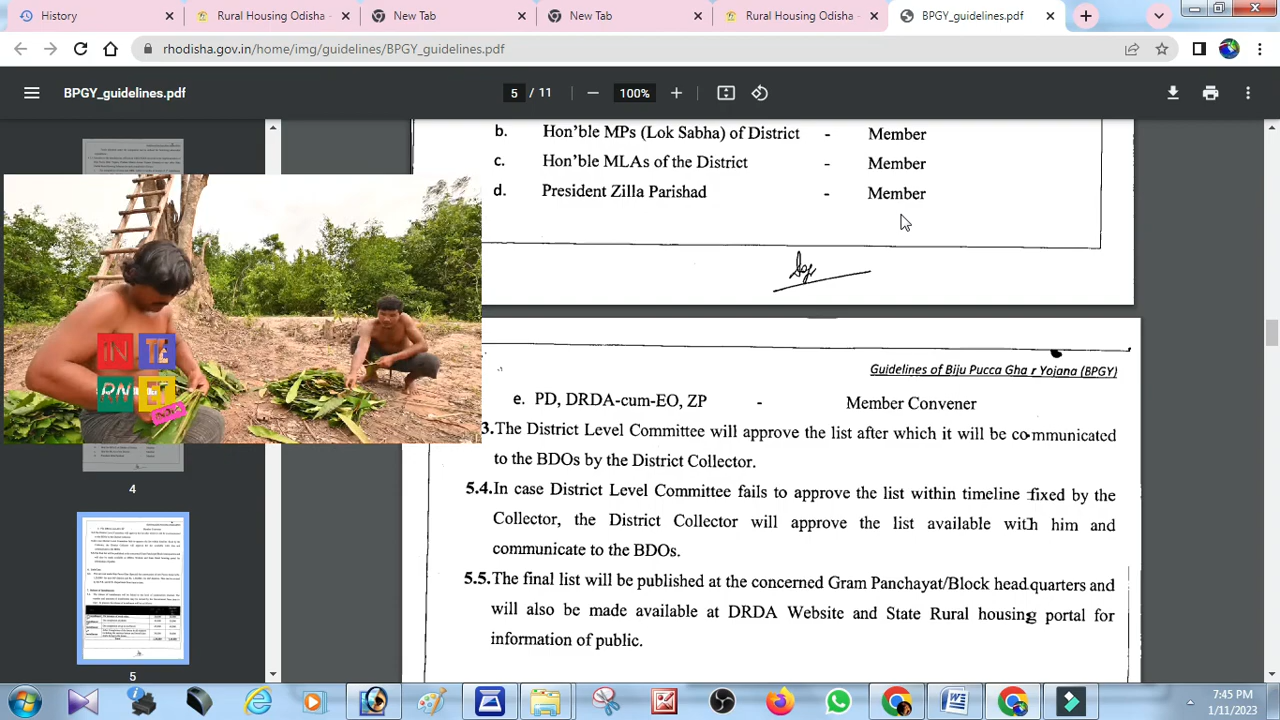 History
Rural Housing Odisha -
New Tab
New Tab
Rural Housing Odisha -
BPGY_guidelines.pdf
rhodisha.gov.in/home/img/guidelines/BPGY_guidelines.pdf
BPGY_guidelines.pdf
5 / 11
100%
b. Hon'ble MPs (Lok Sabha) of District - Member
c. Hon'ble MLAs of the District - Member
d. President Zilla Parishad - Member
IN TE
RN ET
Guidelines of Biju Pucca Gha r Yojana (BPGY)
e. PD, DRDA-cum-EO, ZP - Member Convener
3. The District Level Committee will approve the list after which it will be communicated
to the BDOs by the District Collector.
5.4. In case District Level Committee fails to approve the list within timeline fixed by the
Collector, the District Collector will approve the list available with him and
communicate to the BDOs.
5.5. The final list will be published at the concerned Gram Panchayat/Block head quarters and
will also be made available at DRDA Website and State Rural housing portal for
information of public.
4
5
7:45 PM
1/11/2023